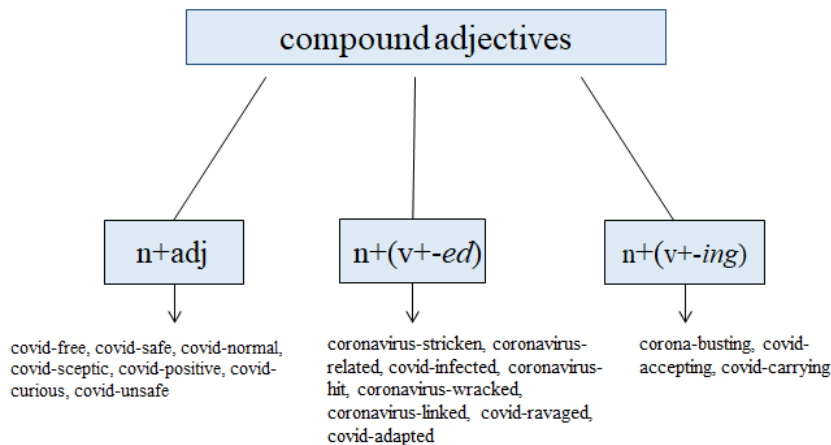 compound adjectives
n+adj
n+(v+-ed)
n+(v+-ing)
covid-free, covid-safe, covid-normal,
covid-sceptic, covid-positive, covid-
curious, covid-unsafe
coronavirus-stricken, coronavirus-
related, covid-infected, coronavirus-
hit, coronavirus-wracked,
coronavirus-linked, covid-ravaged,
covid-adapted
corona-busting, covid-
accepting, covid-carrying